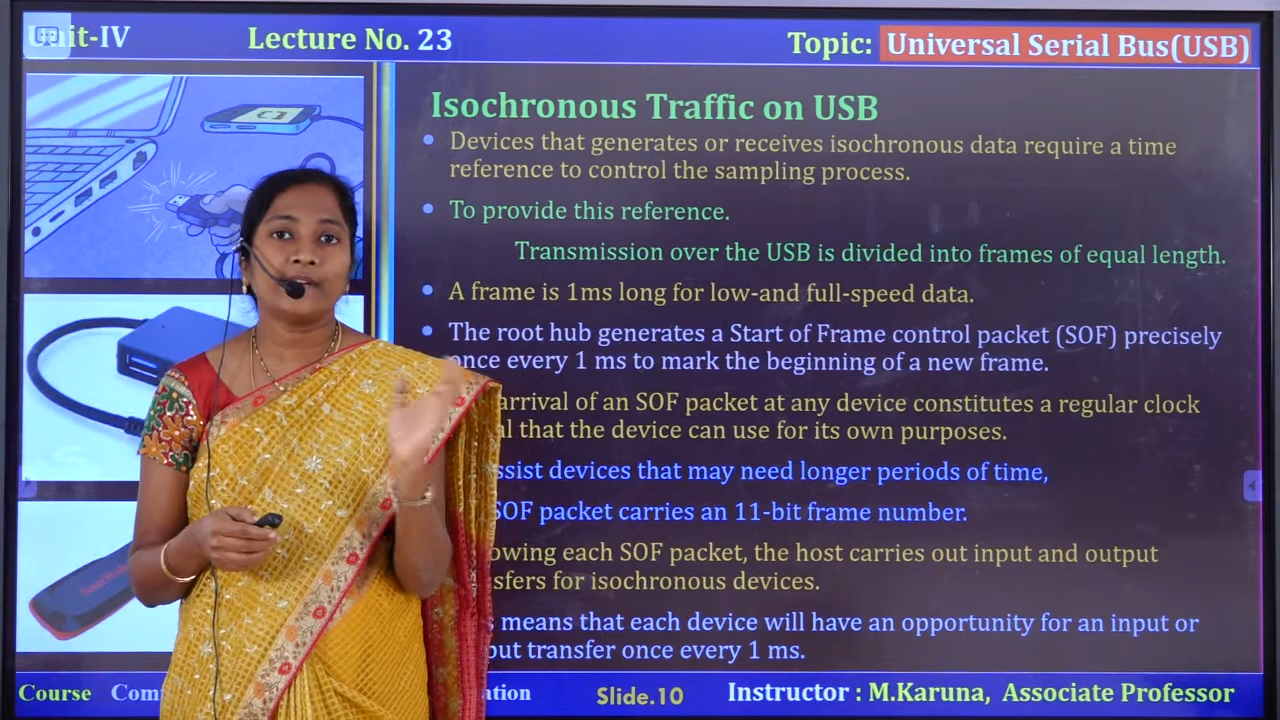 Unit-IV Lecture No. 23 Topic: Universal Serial Bus(USB)
Isochronous Traffic on USB
• Devices that generates or receives isochronous data require a time
reference to control the sampling process.
• To provide this reference.
Transmission over the USB is divided into frames of equal length.
• A frame is 1ms long for low-and full-speed data.
• The root hub generates a Start of Frame control packet (SOF) precisely
once every 1 ms to mark the beginning of a new frame.
arrival of an SOF packet at any device constitutes a regular clock
that the device can use for its own purposes.
assist devices that may need longer periods of time,
SOF packet carries an 11-bit frame number.
each SOF packet, the host carries out input and output
for isochronous devices.
means that each device will have an opportunity for an input or
transfer once every 1 ms.
Course Slide.10 Instructor : M.Karuna, Associate Professor